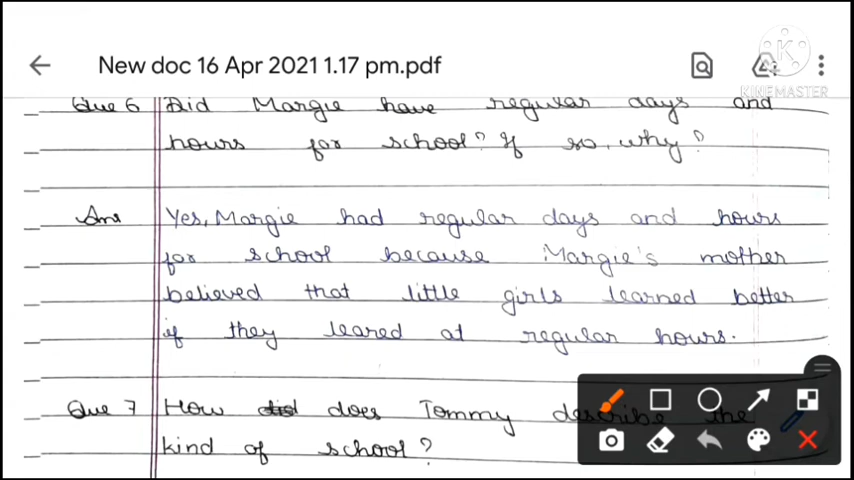 New doc 16 Apr 2021 1.17 pm.pdf
K
KINEMASTER
Que 6 Did Margie have regular days and
hours for school? If so, why?
Ans Yes, Margie had regular days and hours
for school because Margie's mother
believed that little girls learned better
if they leared at regular hours.
Que 7 How did does Tommy describe the
kind of school?